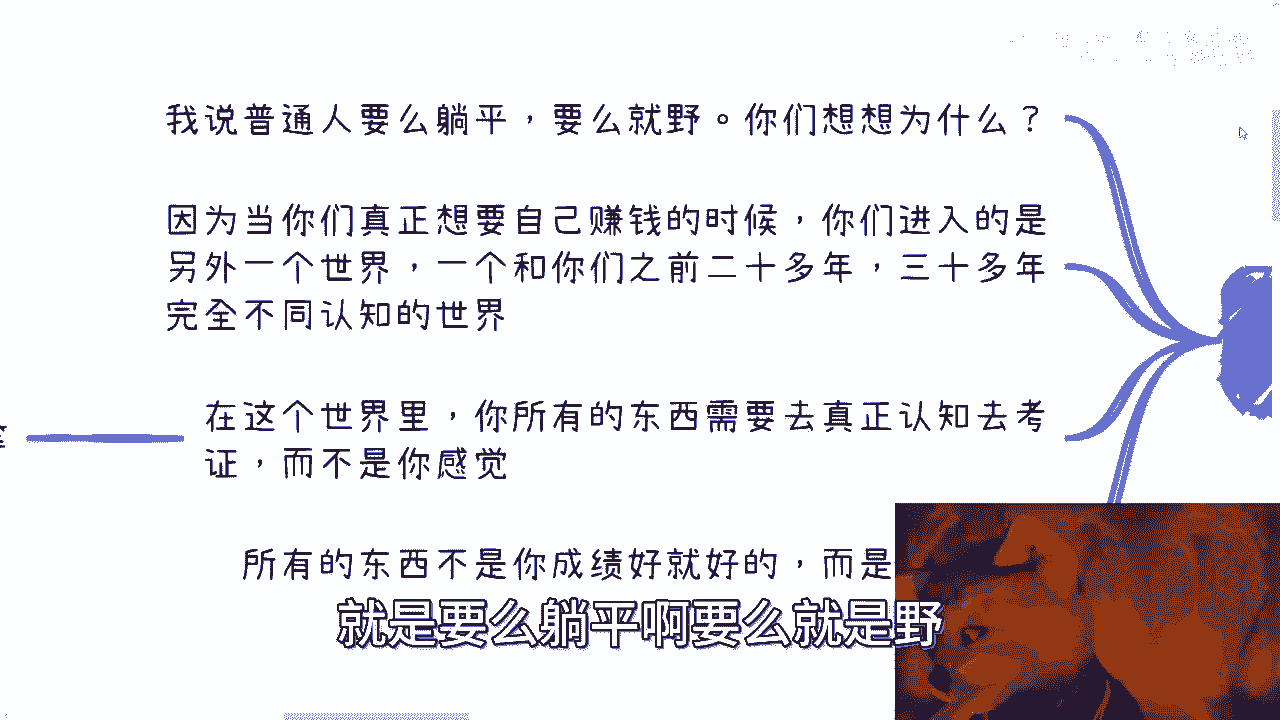 我说普通人要么躺平，要么就野。你们想想为什么？
因为当你们真正想要自己赚钱的时候，你们进入的是
另外一个世界，一个和你们之前二十多年，三十多年
完全不同认知的世界
在这个世界里，你所有的东西需要去真正认知去考
证，而不是你感觉
所有的东西不是你成绩好就好的，而是
就是要么躺平啊要么就是野